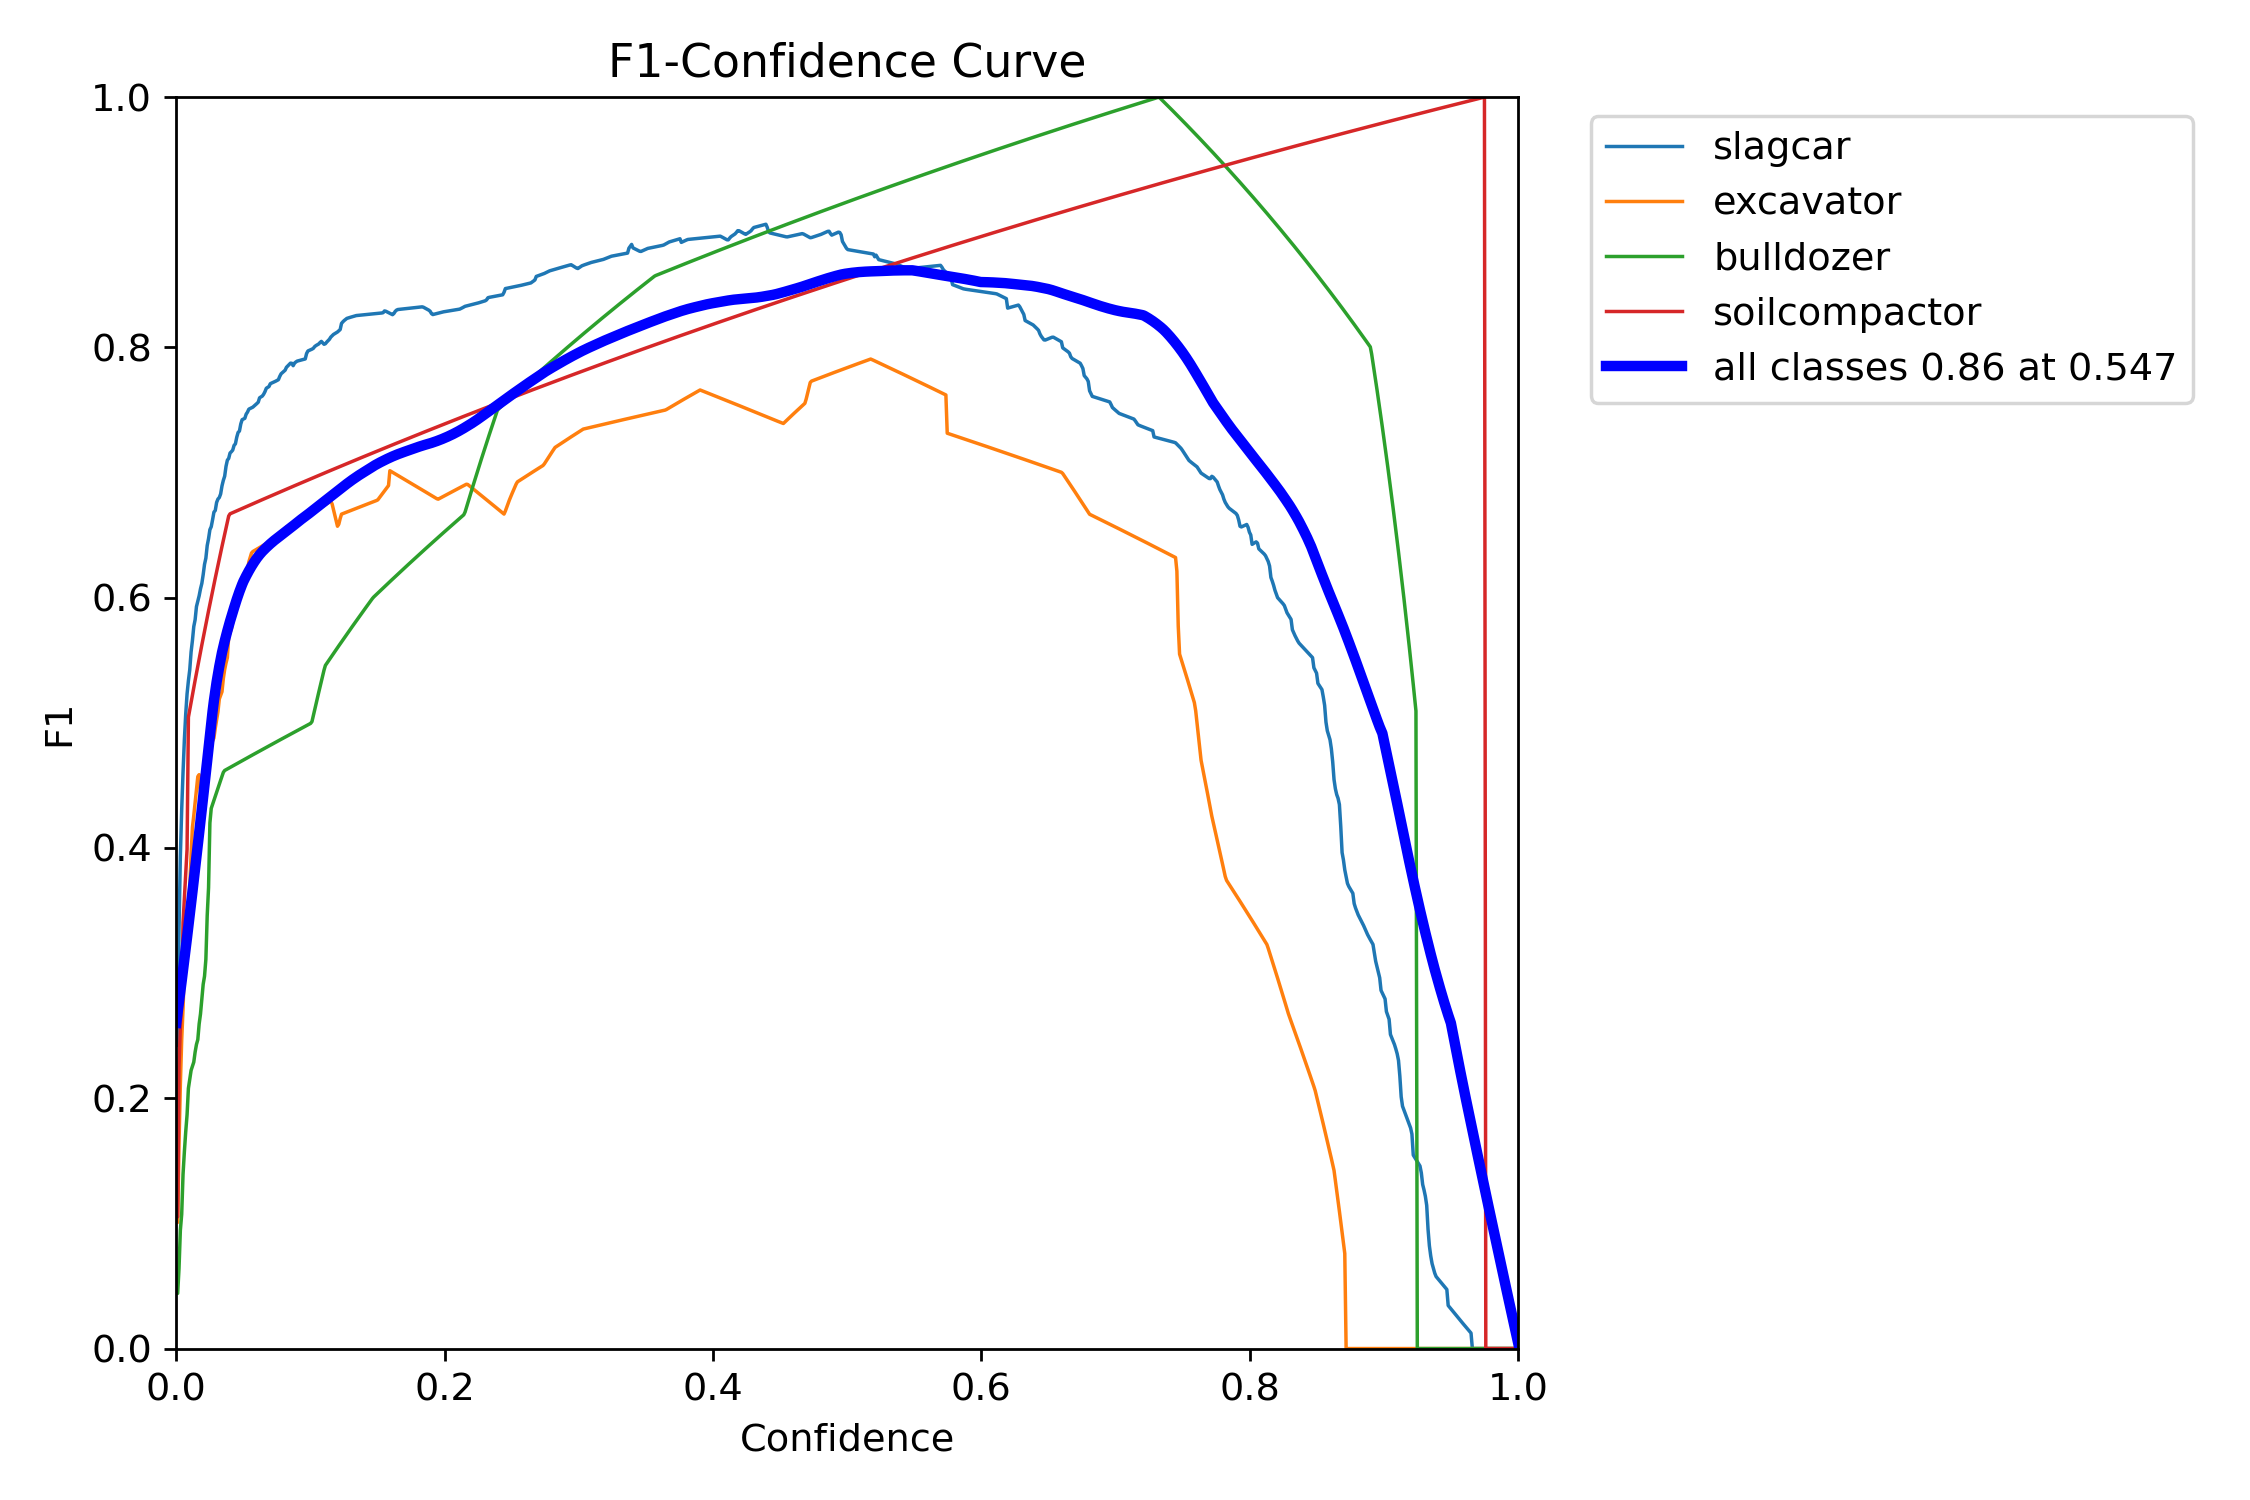 F1-Confidence Curve
1.0
0.8
0.6
0.4
0.2
0.0
F1
0.0 0.2 0.4 0.6 0.8 1.0
Confidence
slagcar
excavator
bulldozer
soilcompactor
all classes 0.86 at 0.547